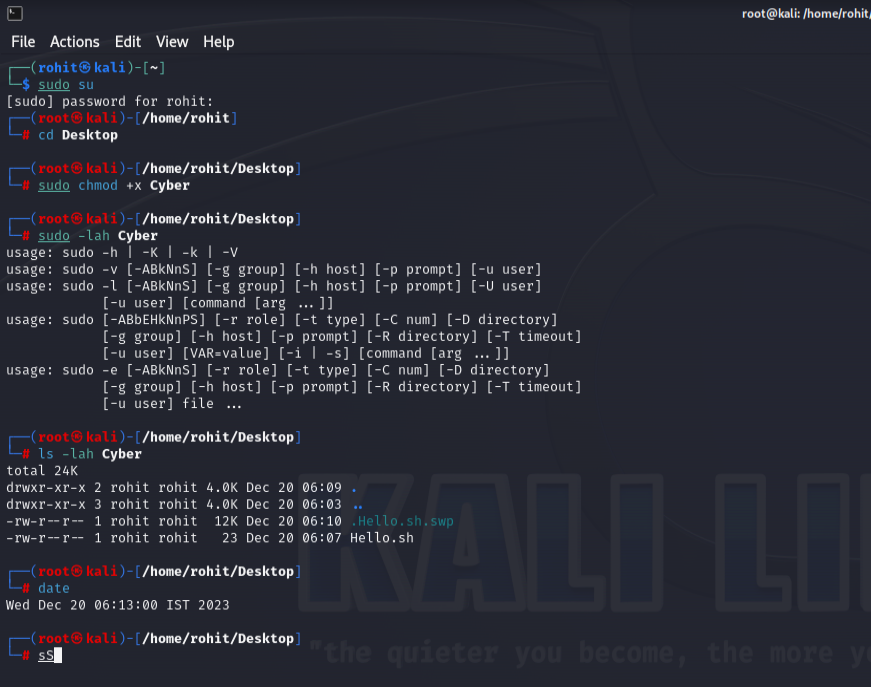 root@kali: /home/rohit/
File Actions Edit View Help
┌──(rohit㉿kali)-[~]
└─$ sudo su
[sudo] password for rohit:
┌──(root㉿kali)-[/home/rohit]
└─# cd Desktop
┌──(root㉿kali)-[/home/rohit/Desktop]
└─# sudo chmod +x Cyber
┌──(root㉿kali)-[/home/rohit/Desktop]
└─# sudo -lah Cyber
usage: sudo -h | -K | -k | -V
usage: sudo -v [-ABkNnS] [-g group] [-h host] [-p prompt] [-u user]
usage: sudo -l [-ABkNnS] [-g group] [-h host] [-p prompt] [-U user]
[-u user] [command [arg ...]]
usage: sudo [-ABbEHkNnPS] [-r role] [-t type] [-C num] [-D directory]
[-g group] [-h host] [-p prompt] [-R directory] [-T timeout]
[-u user] [VAR=value] [-i | -s] [command [arg ...]]
usage: sudo -e [-ABkNnS] [-r role] [-t type] [-C num] [-D directory]
[-g group] [-h host] [-p prompt] [-R directory] [-T timeout]
[-u user] file ...
┌──(root㉿kali)-[/home/rohit/Desktop]
└─# ls -lah Cyber
total 24K
drwxr-xr-x 2 rohit rohit 4.0K Dec 20 06:09 .
drwxr-xr-x 3 rohit rohit 4.0K Dec 20 06:03 ..
-rw-r--r-- 1 rohit rohit  12K Dec 20 06:10 .Hello.sh.swp
-rw-r--r-- 1 rohit rohit   23 Dec 20 06:07 Hello.sh
┌──(root㉿kali)-[/home/rohit/Desktop]
└─# date
Wed Dec 20 06:13:00 IST 2023
┌──(root㉿kali)-[/home/rohit/Desktop]
└─# sS
KALI LI
"the quieter you become, the more y